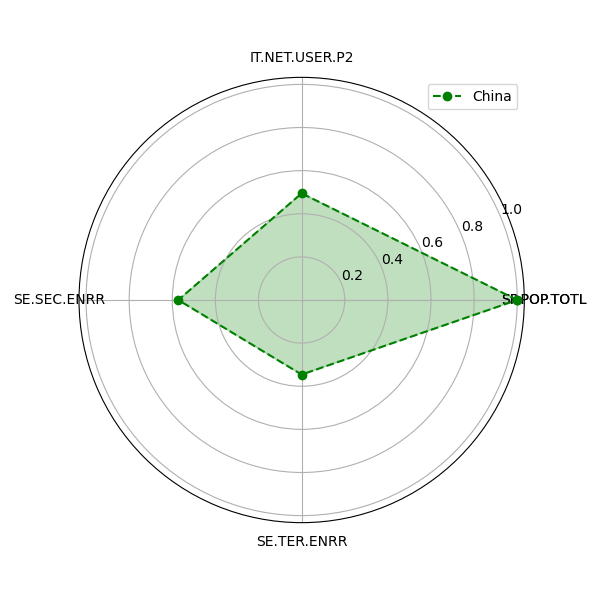 IT.NET.USER.P2
China
1.0
0.8
0.6
0.4
0.2
SE.SEC.ENRR
SP.POP.TOTL
SE.TER.ENRR